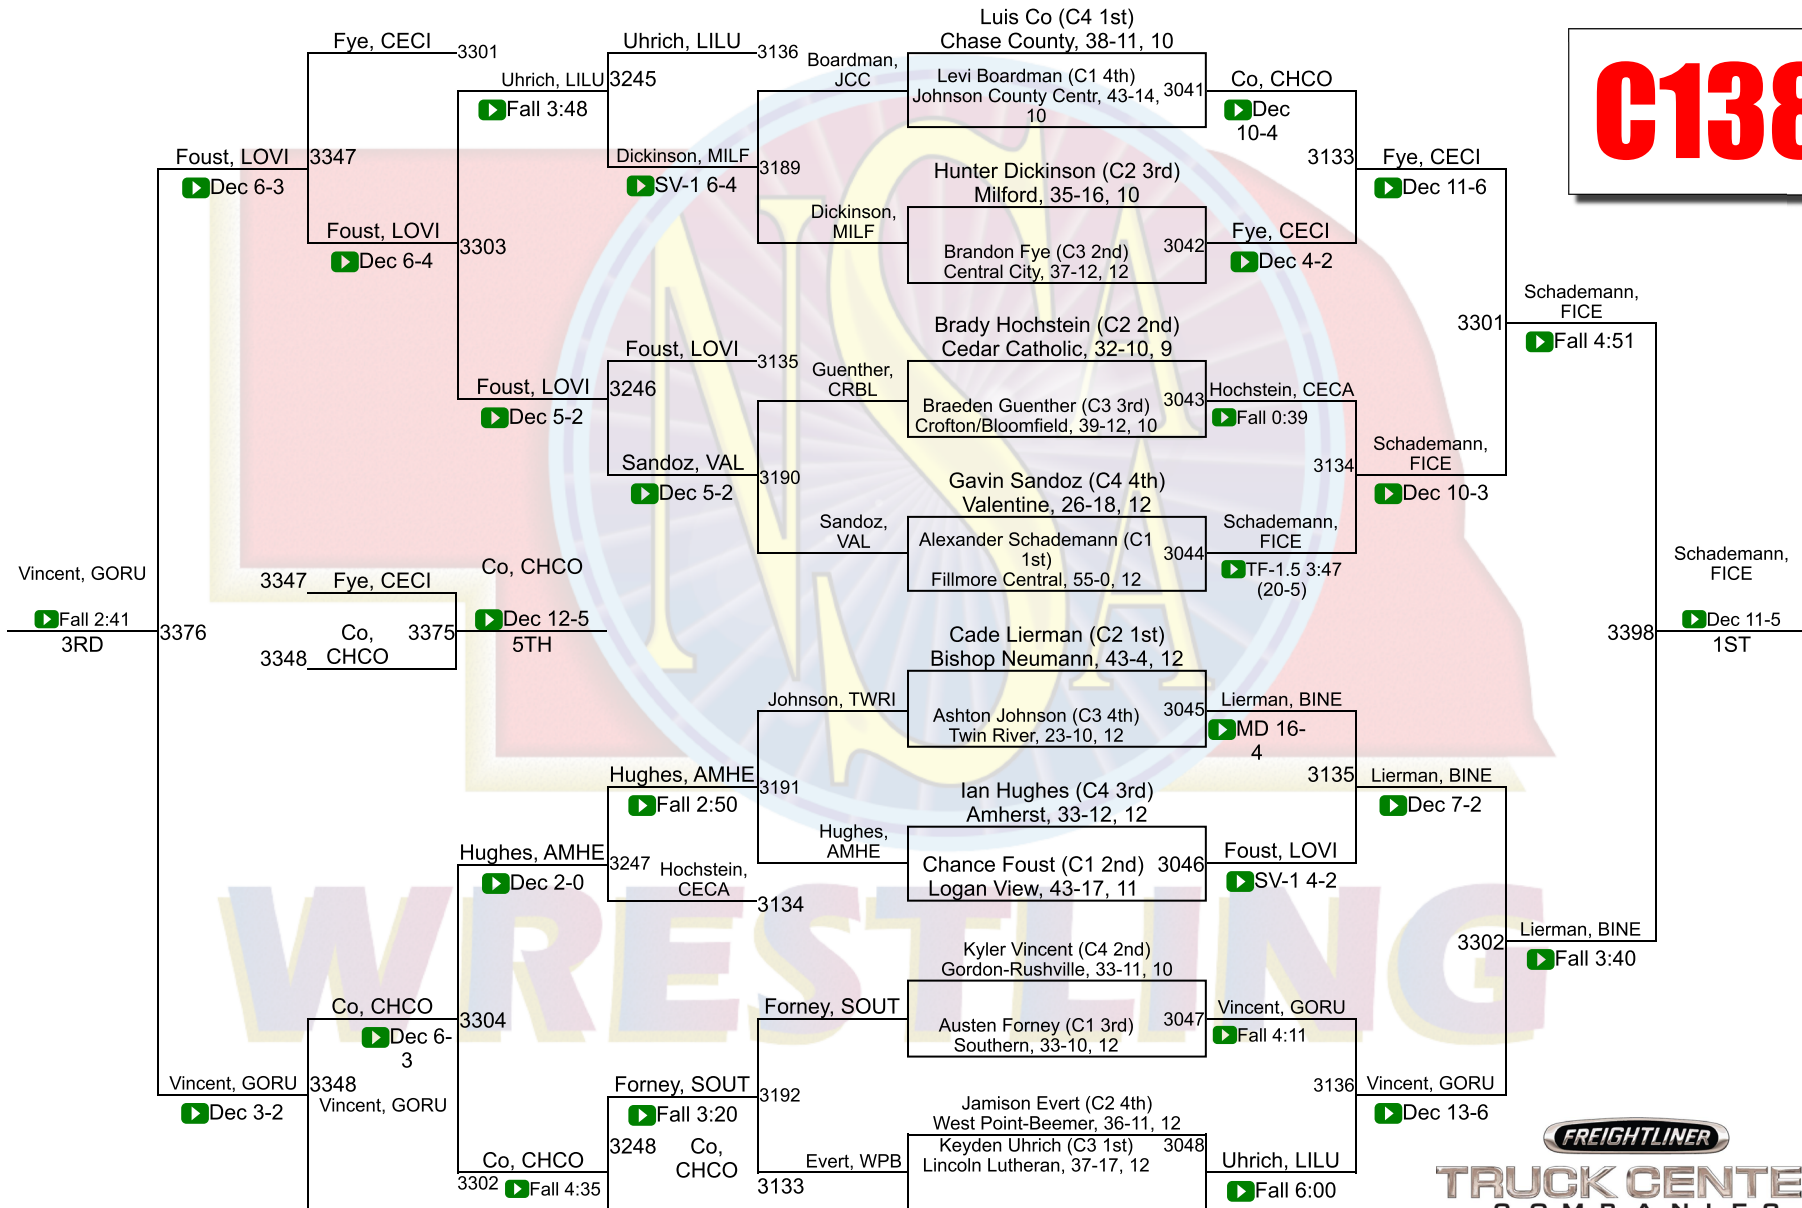 Luis Co (C4 1st)
Fye, CECI
3301
Uhrich, LILU
3136
Boardman,
JCC
Chase County, 38-11, 10
Levi Boardman (C1 4th)
Johnson County Centr, 43-14,
10
3041
Co, CHCO
Dec
10-4
C138
Uhrich, LILU
3245
Fall 3:48
Foust, LOVI
3347
Dec 6-3
Dickinson, MILF
3189
SV-1 6-4
Hunter Dickinson (C2 3rd)
Milford, 35-16, 10
3133
Fye, CECI
Dec 11-6
Dickinson,
MILF
Brandon Fye (C3 2nd)
Central City, 37-12, 12
3042
Fye, CECI
Dec 4-2
Foust, LOVI
3303
Dec 6-4
Schademann,
FICE
3301
Fall 4:51
Brady Hochstein (C2 2nd)
Cedar Catholic, 32-10, 9
Foust, LOVI
3135
Guenther,
CRBL
Braeden Guenther (C3 3rd)
Crofton/Bloomfield, 39-12, 10
3043
Hochstein, CECA
Fall 0:39
Foust, LOVI
3246
Dec 5-2
Sandoz, VAL
3190
Dec 5-2
Gavin Sandoz (C4 4th)
Valentine, 26-18, 12
3134
Schademann,
FICE
Dec 10-3
Sandoz,
VAL
Alexander Schademann (C1
1st)
Fillmore Central, 55-0, 12
3044
Schademann,
FICE
TF-1.5 3:47
(20-5)
Vincent, GORU
Fall 2:41
3RD
3376
3347
Fye, CECI
3348
Co,
CHCO
3375
Co, CHCO
Dec 12-5
5TH
3398
Schademann,
FICE
Dec 11-5
1ST
Cade Lierman (C2 1st)
Bishop Neumann, 43-4, 12
Johnson, TWRI
Ashton Johnson (C3 4th)
Twin River, 23-10, 12
3045
Lierman, BINE
MD 16-
4
Hughes, AMHE
3191
Fall 2:50
Ian Hughes (C4 3rd)
Amherst, 33-12, 12
3135
Lierman, BINE
Dec 7-2
Hughes,
AMHE
Chance Foust (C1 2nd)
Logan View, 43-17, 11
3046
Foust, LOVI
SV-1 4-2
Hughes, AMHE
3247
Dec 2-0
Hochstein,
CECA
3134
3302
Lierman, BINE
Fall 3:40
Kyler Vincent (C4 2nd)
Gordon-Rushville, 33-11, 10
Forney, SOUT
Austen Forney (C1 3rd)
Southern, 33-10, 12
3047
Vincent, GORU
Fall 4:11
Co, CHCO
3304
Dec 6-
3
Vincent, GORU
3348
Dec 3-2
Vincent, GORU
Forney, SOUT
3192
Fall 3:20
Jamison Evert (C2 4th)
West Point-Beemer, 36-11, 12
3136
Vincent, GORU
Dec 13-6
Co, CHCO
3248
Co,
CHCO
3302
Fall 4:35
Evert, WPB
3133
Keyden Uhrich (C3 1st)
Lincoln Lutheran, 37-17, 12
3048
Uhrich, LILU
Fall 6:00
NSWA
WRESTLING
FREIGHTLINER
TRUCK CENTE
COMPANIES